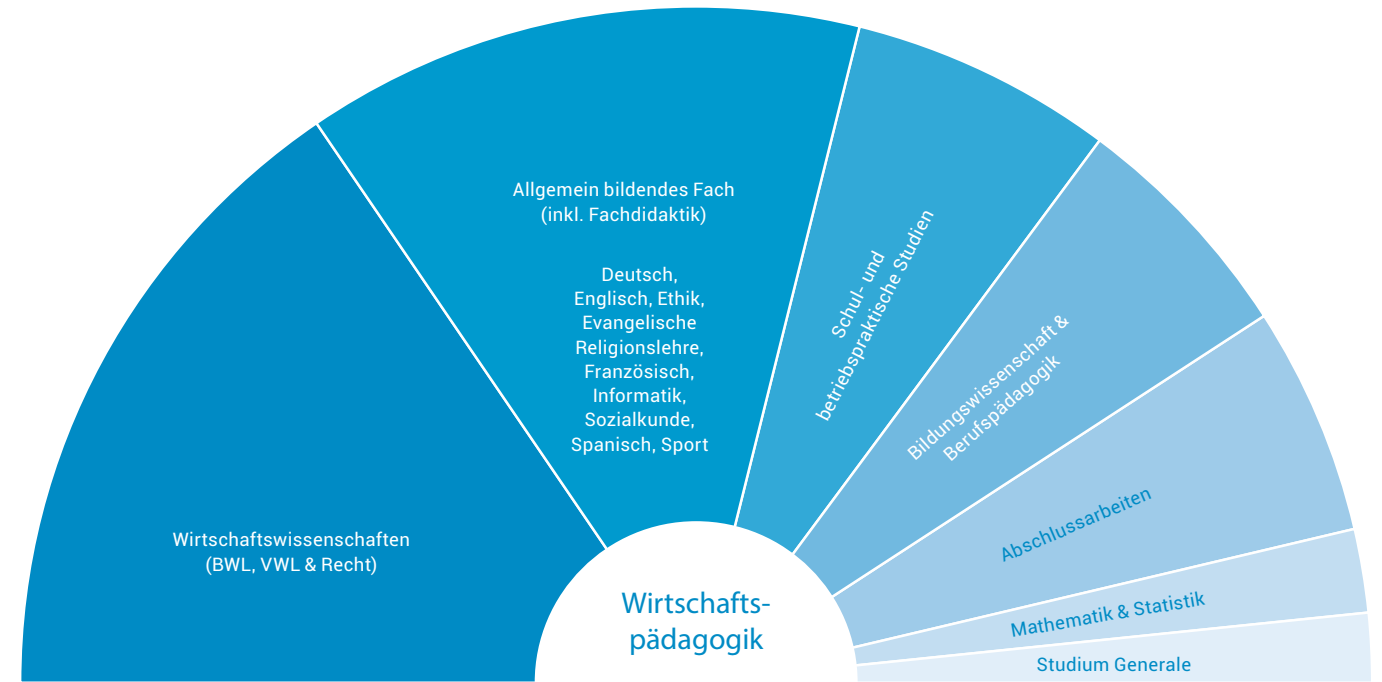 Wirtschaftswissenschaften
(BWL, VWL & Recht)
Allgemein bildendes Fach
(inkl. Fachdidaktik)
Deutsch,
Englisch, Ethik,
Evangelische
Religionslehre,
Französisch,
Informatik,
Sozialkunde,
Spanisch, Sport
Schul- und
betriebspraktische Studien
Bildungswissenschaft &
Berufspädagogik
Abschlussarbeiten
Mathematik & Statistik
Studium Generale
Wirtschafts-
pädagogik